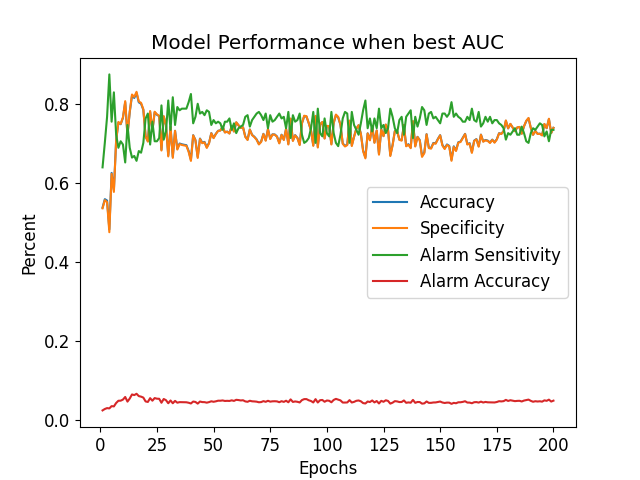 Model Performance when best AUC
Percent
0.8
0.6
0.4
0.2
0.0
Accuracy
Specificity
Alarm Sensitivity
Alarm Accuracy
0 25 50 75 100 125 150 175 200
Epochs